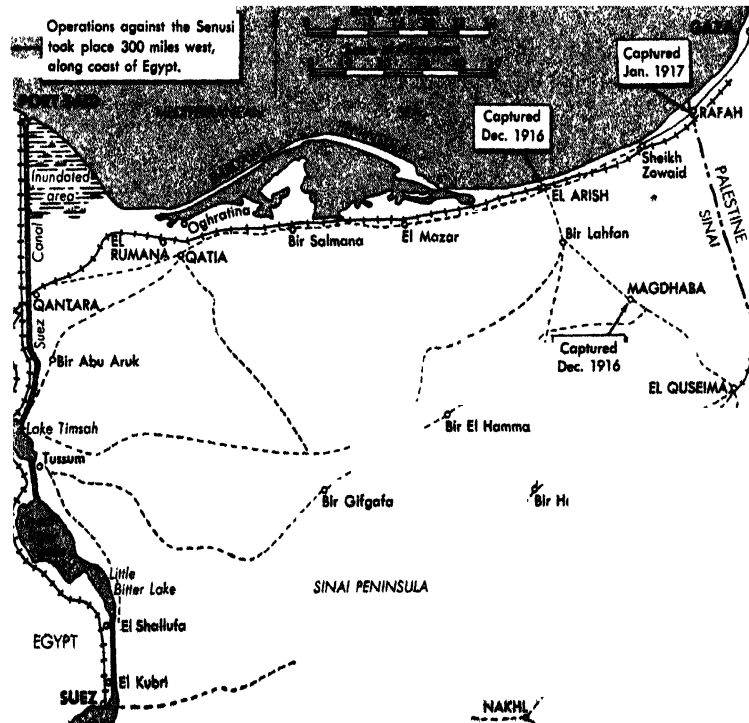 Operations against the Senusi
took place 300 miles west,
along coast of Egypt.
GAZA
Captured
Jan. 1917
PORT SAID
MEDITERRANEAN
Captured
Dec. 1916
RAFAH
Inundated
area
Sheikh
Zowaid
PALESTINE
SINAI
Oghratina
EL ARISH
Canal
EL
RUMANA
Bir Salmana
El Mazar
Bir Lahfan
QATIA
QANTARA
MAGDHABA
Suez
Captured
Dec. 1916
Bir Abu Aruk
EL QUSEIMA
Lake Timsah
Bir El Hamma
Tussum
Bir Gifgafa
Bir H
Little
Bitter Lake
SINAI PENINSULA
El Shallufa
EGYPT
El Kubri
SUEZ
NAKHL